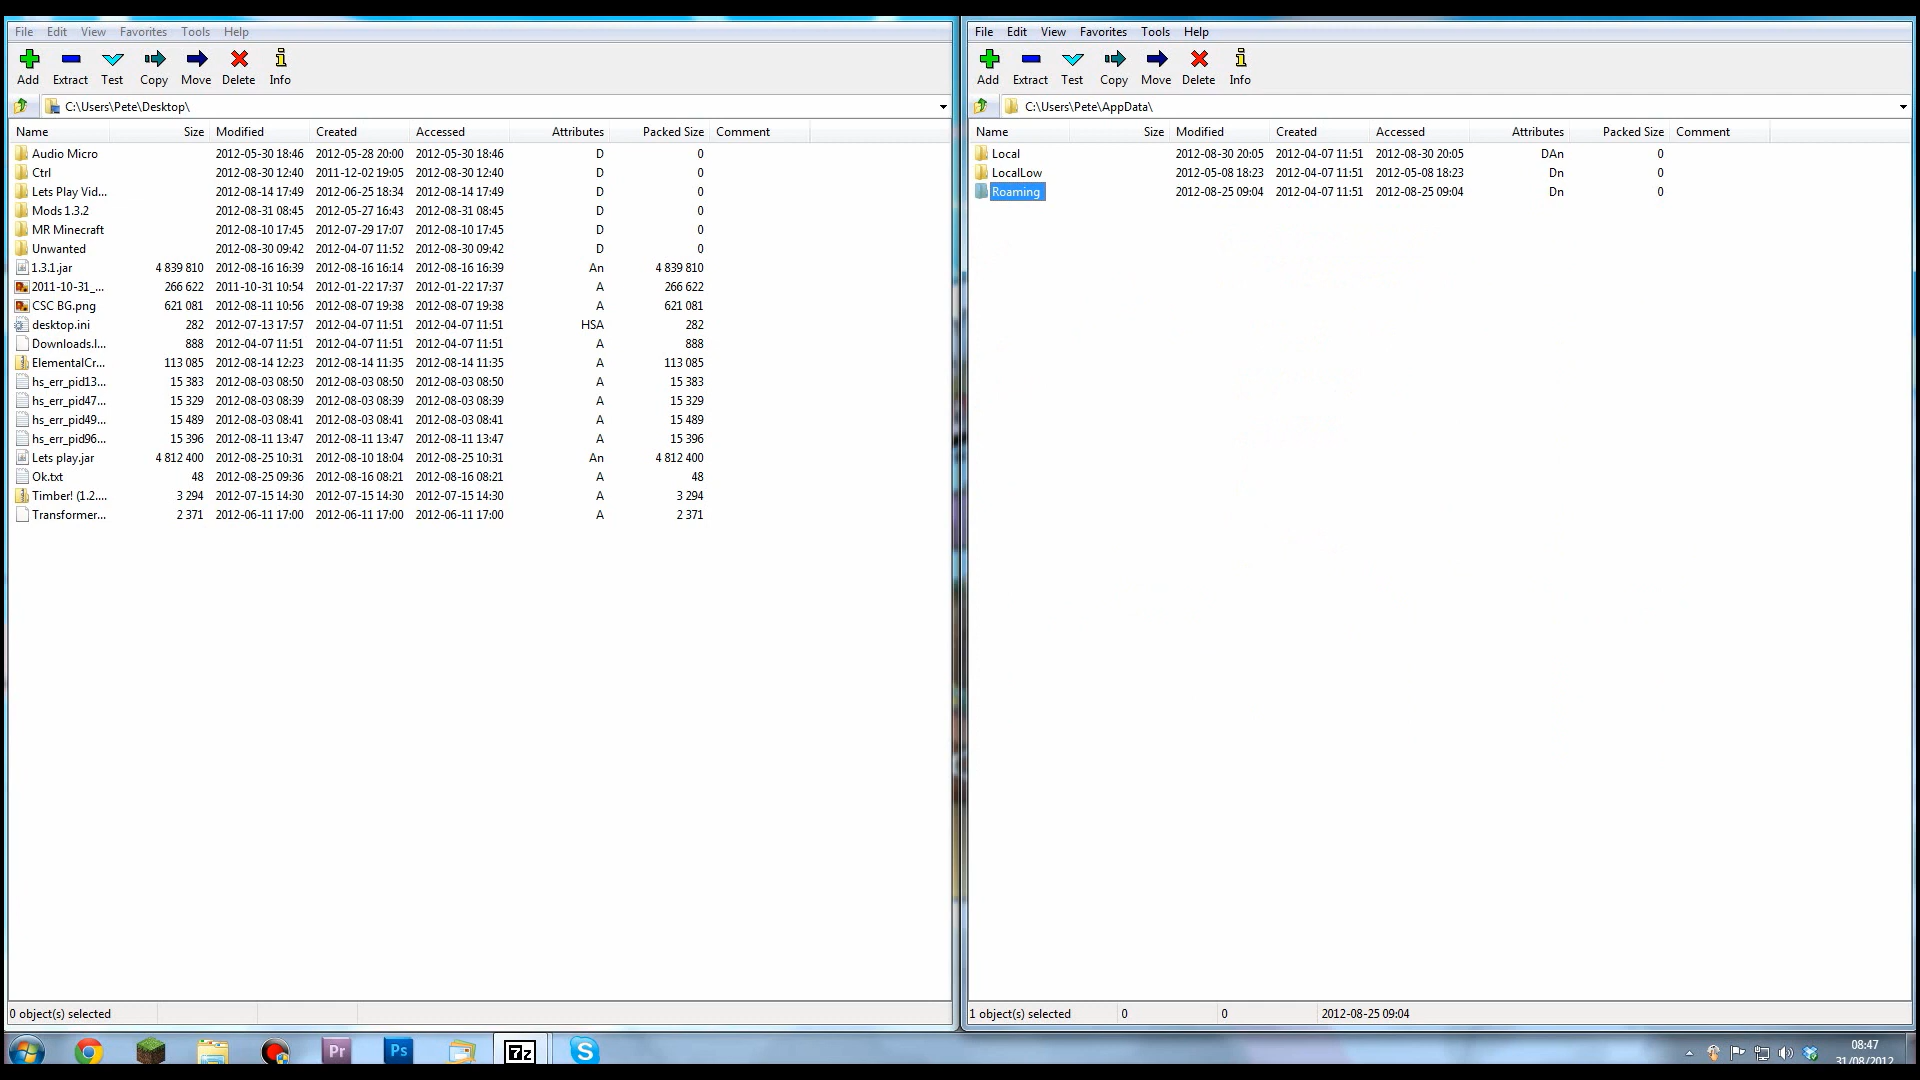 File Edit View Favorites Tools Help
Add Extract Test Copy Move Delete Info
C:\Users\Pete\Desktop\
Name Size Modified Created Accessed Attributes Packed Size Comment
Audio Micro 2012-05-30 18:46 2012-05-28 20:00 2012-05-30 18:46 D 0
Ctrl 2012-08-30 12:40 2011-12-02 19:05 2012-08-30 12:40 D 0
Lets Play Vid... 2012-08-14 17:49 2012-06-25 18:34 2012-08-14 17:49 D 0
Mods 1.3.2 2012-08-31 08:45 2012-05-27 16:43 2012-08-31 08:45 D 0
MR Minecraft 2012-08-10 17:45 2012-07-29 17:07 2012-08-10 17:45 D 0
Unwanted 2012-08-30 09:42 2012-04-07 11:52 2012-08-30 09:42 D 0
1.3.1.jar 4 839 810 2012-08-16 16:39 2012-08-16 16:14 2012-08-16 16:39 An 4 839 810
2011-10-31_... 266 622 2011-10-31 10:54 2012-01-22 17:37 2012-01-22 17:37 A 266 622
CSC BG.png 621 081 2012-08-11 10:56 2012-08-07 19:38 2012-08-07 19:38 A 621 081
desktop.ini 282 2012-07-13 17:57 2012-04-07 11:51 2012-04-07 11:51 HSA 282
Downloads.l... 888 2012-04-07 11:51 2012-04-07 11:51 2012-04-07 11:51 A 888
ElementalCr... 113 085 2012-08-14 12:23 2012-08-14 11:35 2012-08-14 11:35 A 113 085
hs_err_pid13... 15 383 2012-08-03 08:50 2012-08-03 08:50 2012-08-03 08:50 A 15 383
hs_err_pid47... 15 329 2012-08-03 08:39 2012-08-03 08:39 2012-08-03 08:39 A 15 329
hs_err_pid49... 15 489 2012-08-03 08:41 2012-08-03 08:41 2012-08-03 08:41 A 15 489
hs_err_pid96... 15 396 2012-08-11 13:47 2012-08-11 13:47 2012-08-11 13:47 A 15 396
Lets play.jar 4 812 400 2012-08-25 10:31 2012-08-10 18:04 2012-08-25 10:31 An 4 812 400
Ok.txt 48 2012-08-25 09:36 2012-08-16 08:21 2012-08-16 08:21 A 48
Timber! (1.2.... 3 294 2012-07-15 14:30 2012-07-15 14:30 2012-07-15 14:30 A 3 294
Transformer... 2 371 2012-06-11 17:00 2012-06-11 17:00 2012-06-11 17:00 A 2 371
0 object(s) selected
File Edit View Favorites Tools Help
Add Extract Test Copy Move Delete Info
C:\Users\Pete\AppData\
Name Size Modified Created Accessed Attributes Packed Size Comment
Local 2012-08-30 20:05 2012-04-07 11:51 2012-08-30 20:05 DAn 0
LocalLow 2012-05-08 18:23 2012-04-07 11:51 2012-05-08 18:23 Dn 0
Roaming 2012-08-25 09:04 2012-04-07 11:51 2012-08-25 09:04 Dn 0
1 object(s) selected 0 0 2012-08-25 09:04
Pr Ps 7z
08:47
31/08/2012